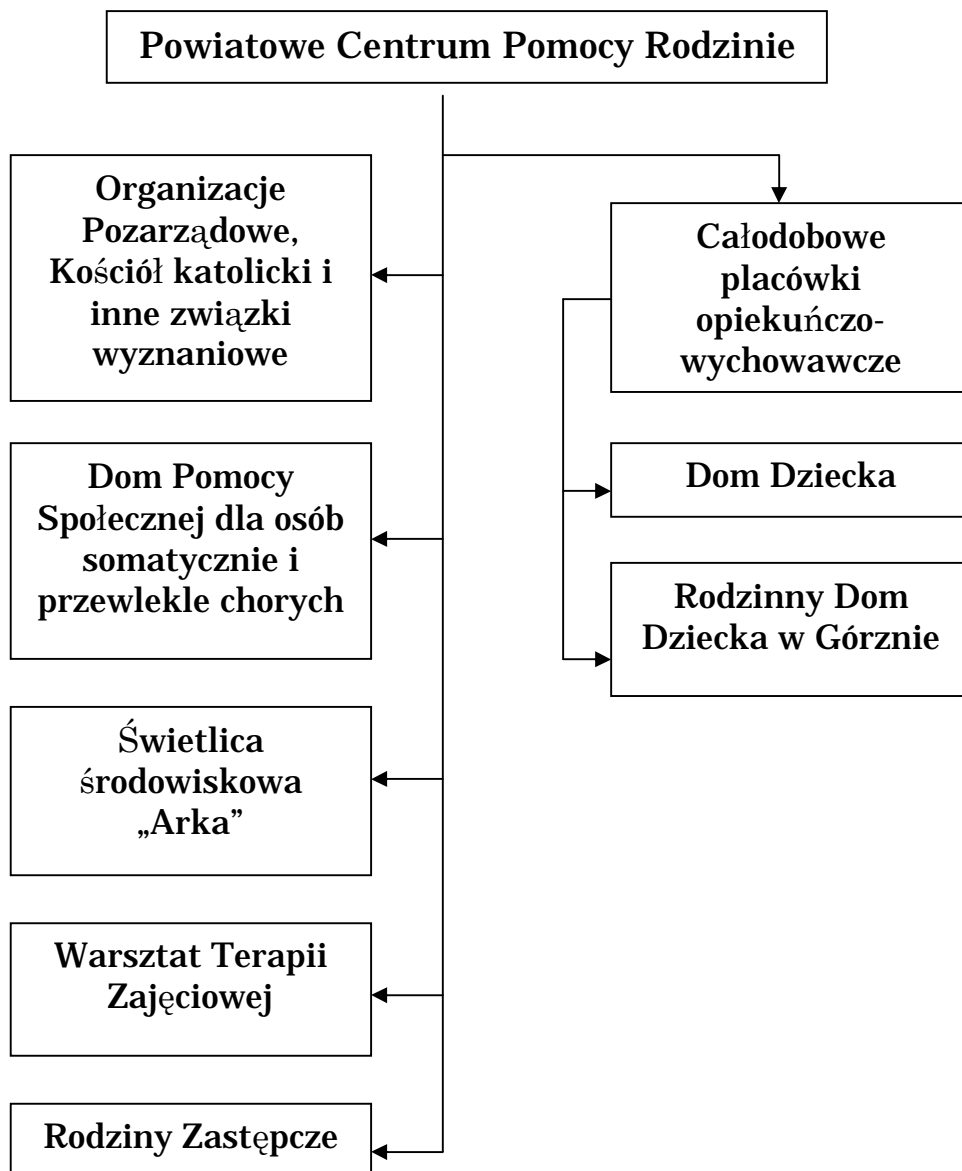 Powiatowe Centrum Pomocy Rodzinie
Organizacje
Pozarządowe,
Kościół katolicki i
inne związki
wyznaniowe
Całodobowe
placówki
opiekuńczo-
wychowawcze
Dom Pomocy
Społecznej dla osób
somatycznie i
przewlekle chorych
Dom Dziecka
Rodzinny Dom
Dziecka w Górznie
Świetlica
środowiskowa
„Arka”
Warsztat Terapii
Zajęciowej
Rodziny Zastępcze